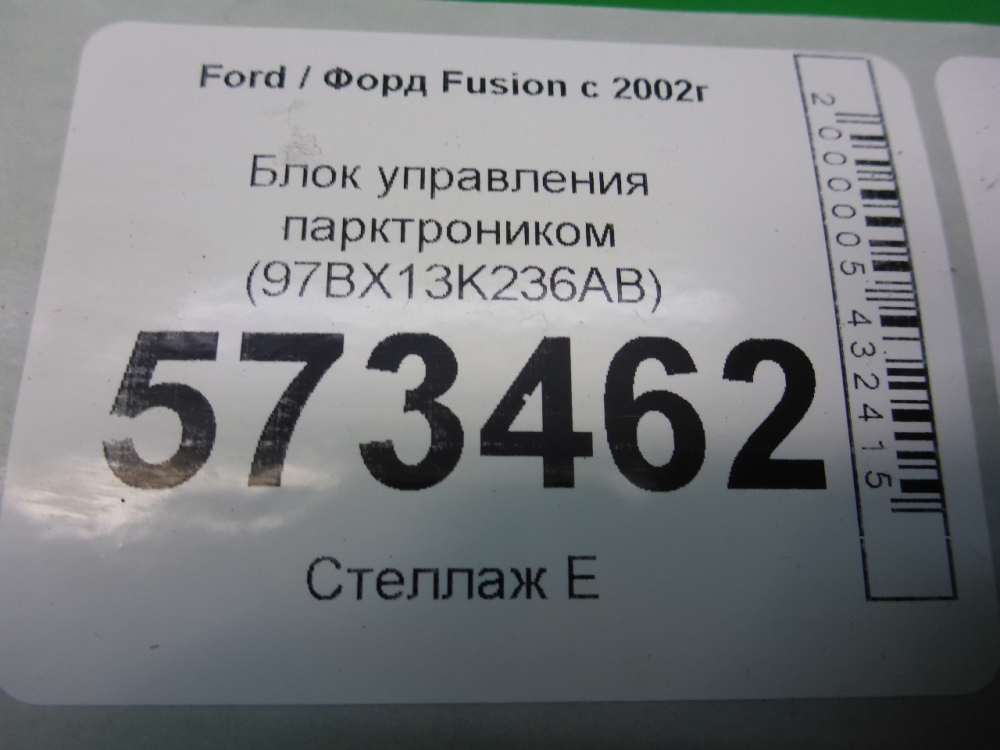 Ford / Форд Fusion с 2002г
Блок управления
парктроником
(97BX13K236AB)
573462
Стеллаж Е
2000005432415